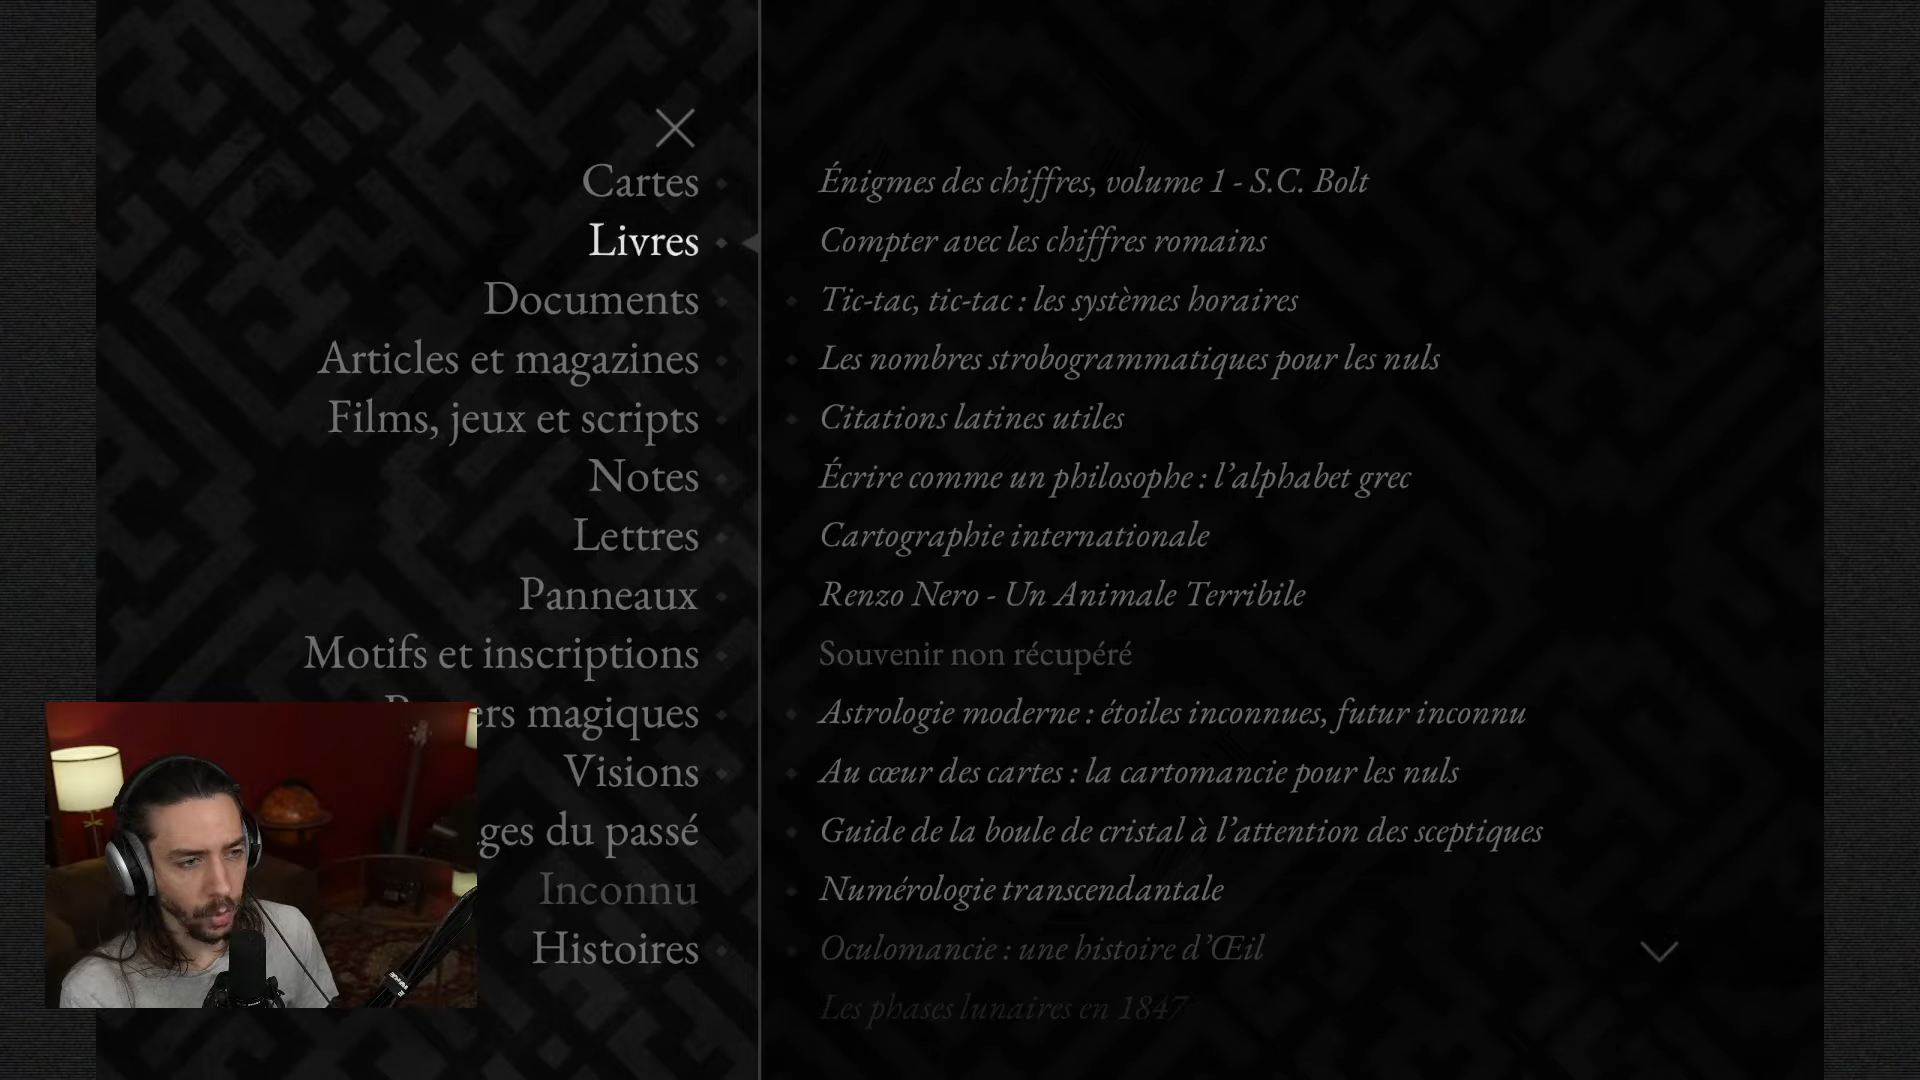 Cartes
Livres
Documents
Articles et magazines
Films, jeux et scripts
Notes
Lettres
Panneaux
Motifs et inscriptions
magiques
Visions
du passé
Inconnu
Histoires
Énigmes des chiffres, volume 1 - S.C. Bolt
Compter avec les chiffres romains
Tic-tac, tic-tac : les systèmes horaires
Les nombres strobogrammatiques pour les nuls
Citations latines utiles
Écrire comme un philosophe : l’alphabet grec
Cartographie internationale
Renzo Nero - Un Animale Terribile
Souvenir non récupéré
Astrologie moderne : étoiles inconnues, futur inconnu
Au cœur des cartes : la cartomancie pour les nuls
Guide de la boule de cristal à l’attention des sceptiques
Numérologie transcendantale
Oculomancie : une histoire d’Œil
Les phases lunaires en 1847